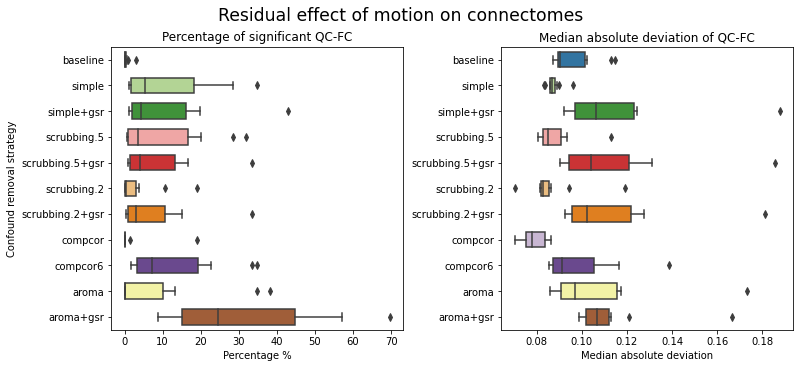 Residual effect of motion on connectomes
Percentage of significant QC-FC
Confound removal strategy
baseline
simple
simple+gsr
scrubbing.5
scrubbing.5+gsr
scrubbing.2
scrubbing.2+gsr
compcor
compcor6
aroma
aroma+gsr
0 10 20 30 40 50 60 70
Percentage %
Median absolute deviation of QC-FC
baseline
simple
simple+gsr
scrubbing.5
scrubbing.5+gsr
scrubbing.2
scrubbing.2+gsr
compcor
compcor6
aroma
aroma+gsr
0.08 0.10 0.12 0.14 0.16 0.18
Median absolute deviation